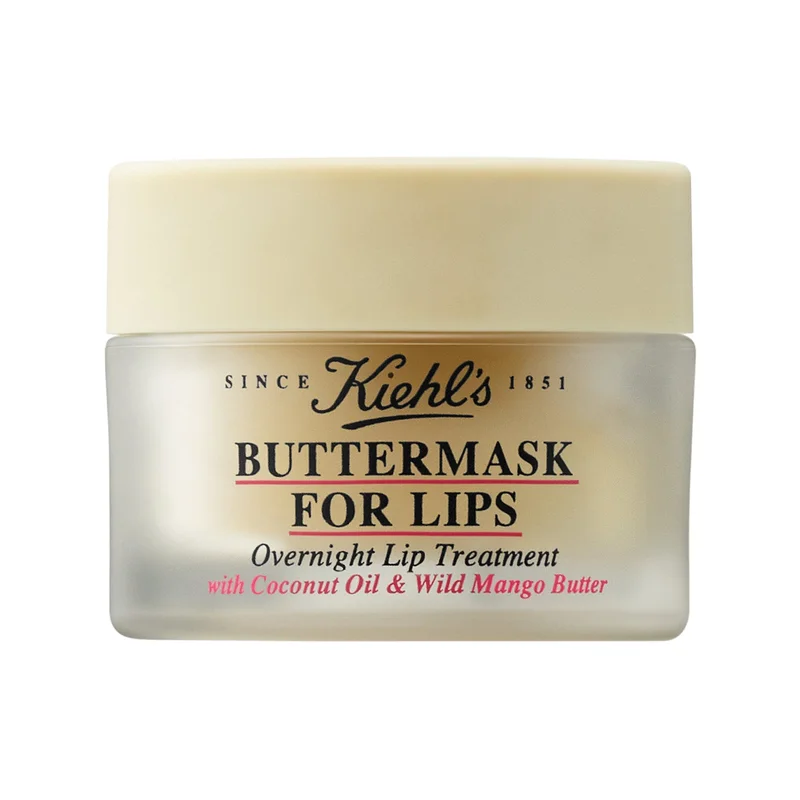 SINCE Kiehl's 1851
BUTTERMASK
FOR LIPS
Overnight Lip Treatment
with Coconut Oil & Wild Mango Butter